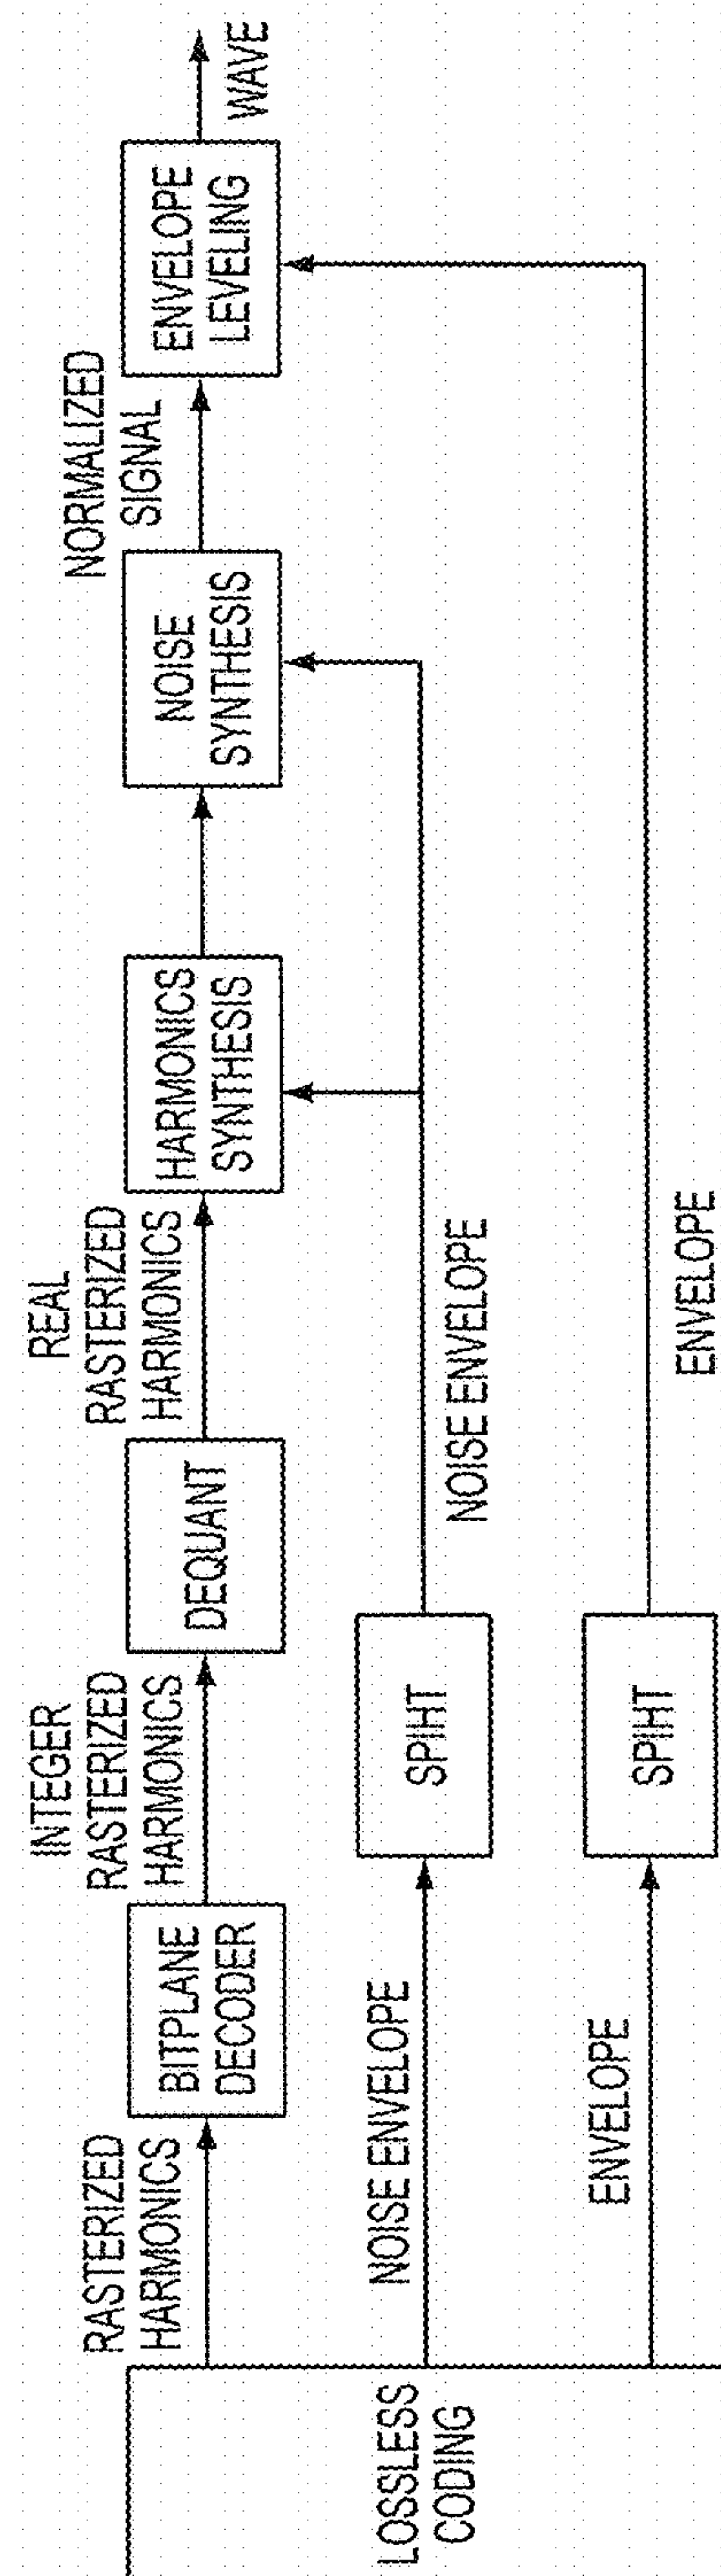 LOSSLESS
CODING
RASTERIZED
HARMONICS
BITPLANE
DECODER
INTEGER
RASTERIZED
HARMONICS
DEQUANT
REAL
RASTERIZED
HARMONICS
HARMONICS
SYNTHESIS
NOISE
SYNTHESIS
NORMALIZED
SIGNAL
ENVELOPE
LEVELING
WAVE
NOISE ENVELOPE
SPIHT
NOISE ENVELOPE
ENVELOPE
SPIHT
ENVELOPE